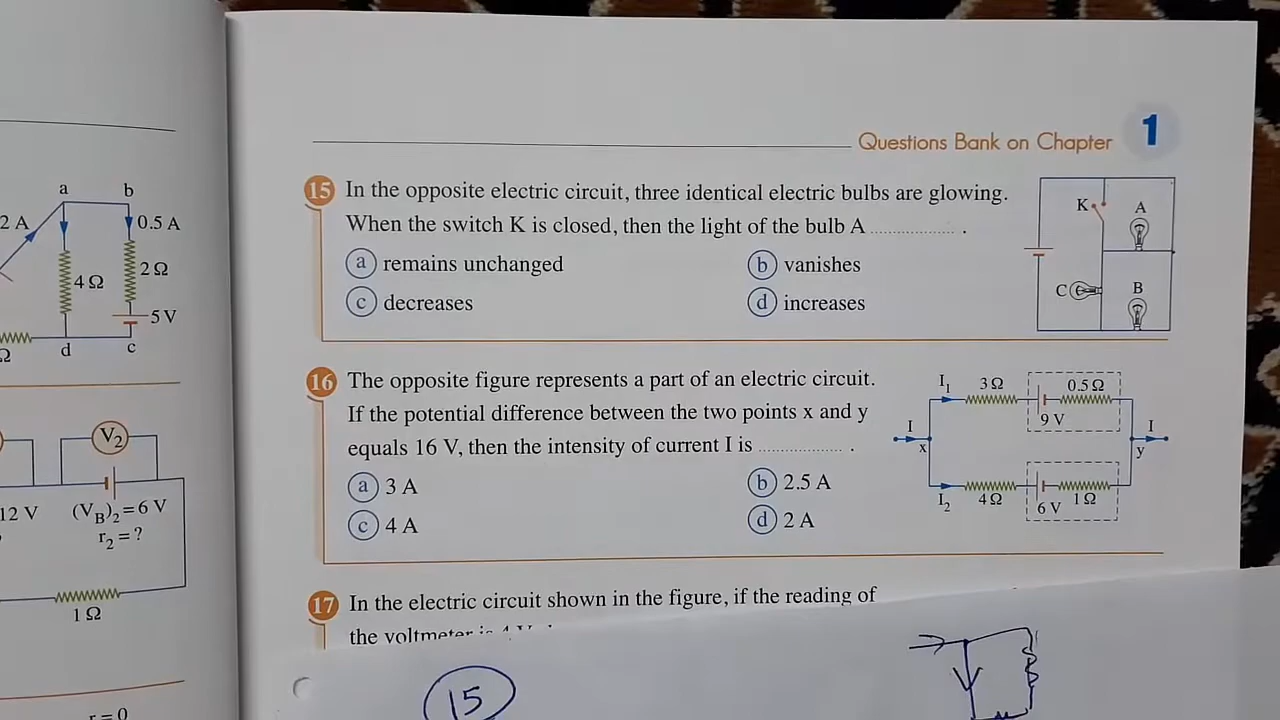 Questions Bank on Chapter 1
15 In the opposite electric circuit, three identical electric bulbs are glowing.
When the switch K is closed, then the light of the bulb A .................. .
a remains unchanged
b vanishes
c decreases
d increases
K
A
C
B
16 The opposite figure represents a part of an electric circuit.
If the potential difference between the two points x and y
equals 16 V, then the intensity of current I is .................. .
a 3 A
b 2.5 A
c 4 A
d 2 A
I₁ 3 Ω 0.5 Ω
9 V
I x
I y
I₂ 4 Ω 6 V 1 Ω
17 In the electric circuit shown in the figure, if the reading of
the voltmeter
15
a b
2 A
0.5 A
4 Ω
2 Ω
5 V
Ω
d c
V₂
12 V
(V_B)₂ = 6 V
r₂ = ?
1 Ω
r = 0